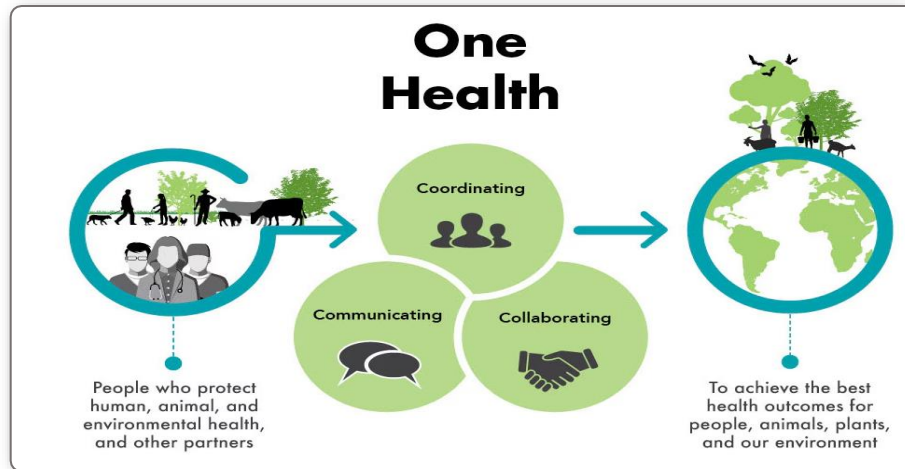 One
Health
Coordinating
Communicating
Collaborating
People who protect
human, animal, and
environmental health,
and other partners
To achieve the best
health outcomes for
people, animals, plants,
and our environment